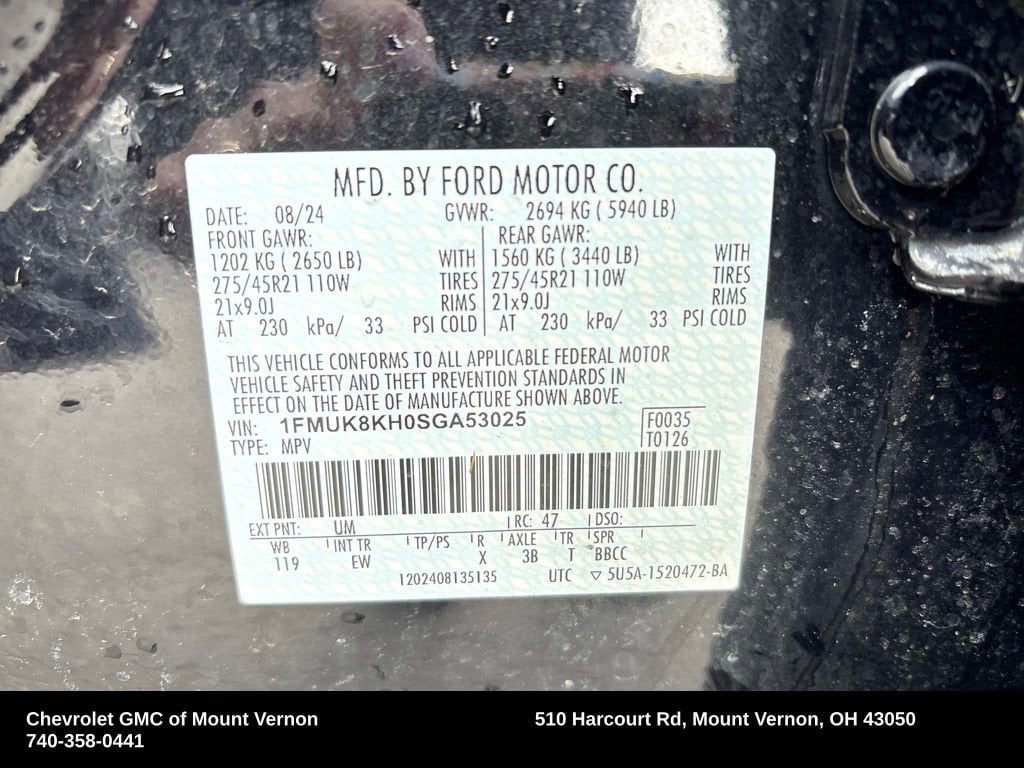 MFD. BY FORD MOTOR CO.
DATE: 08/24 GVWR: 2694 KG ( 5940 LB)
FRONT GAWR: REAR GAWR:
1202 KG ( 2650 LB) WITH 1560 KG ( 3440 LB) WITH
275/45R21 110W TIRES 275/45R21 110W TIRES
21x9.0J RIMS 21x9.0J RIMS
AT 230 kPa/ 33 PSI COLD AT 230 kPa/ 33 PSI COLD
THIS VEHICLE CONFORMS TO ALL APPLICABLE FEDERAL MOTOR
VEHICLE SAFETY AND THEFT PREVENTION STANDARDS IN
EFFECT ON THE DATE OF MANUFACTURE SHOWN ABOVE.
VIN: 1FMUK8KH0SGA53025 F0035
TYPE: MPV T0126
EXT PNT: UM RC: 47 DSO:
WB INT TR TP/PS R AXLE TR SPR
119 EW X 3B T BBCC
1202408135135 UTC ▽ 5U5A-1520472-BA
Chevrolet GMC of Mount Vernon 510 Harcourt Rd, Mount Vernon, OH 43050
740-358-0441